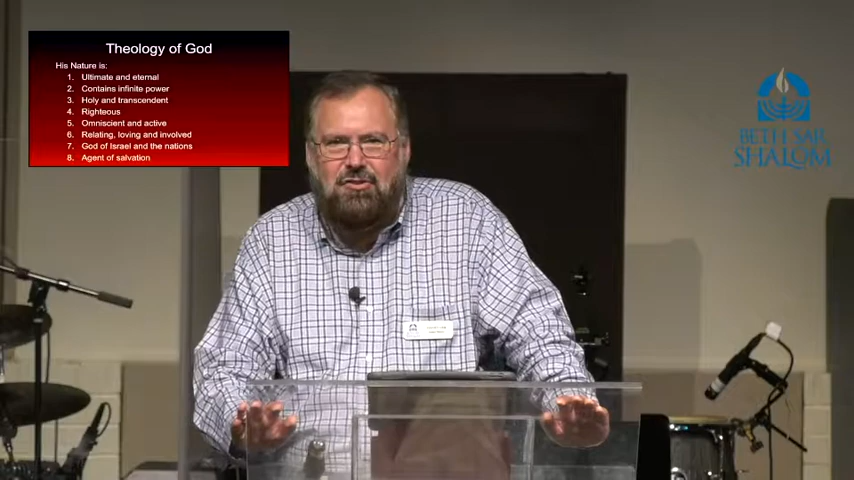 Theology of God
His Nature is:
1. Ultimate and eternal
2. Contains infinite power
3. Holy and transcendent
4. Righteous
5. Omniscient and active
6. Relating, loving and involved
7. God of Israel and the nations
8. Agent of salvation
BETH SAR
SHALOM